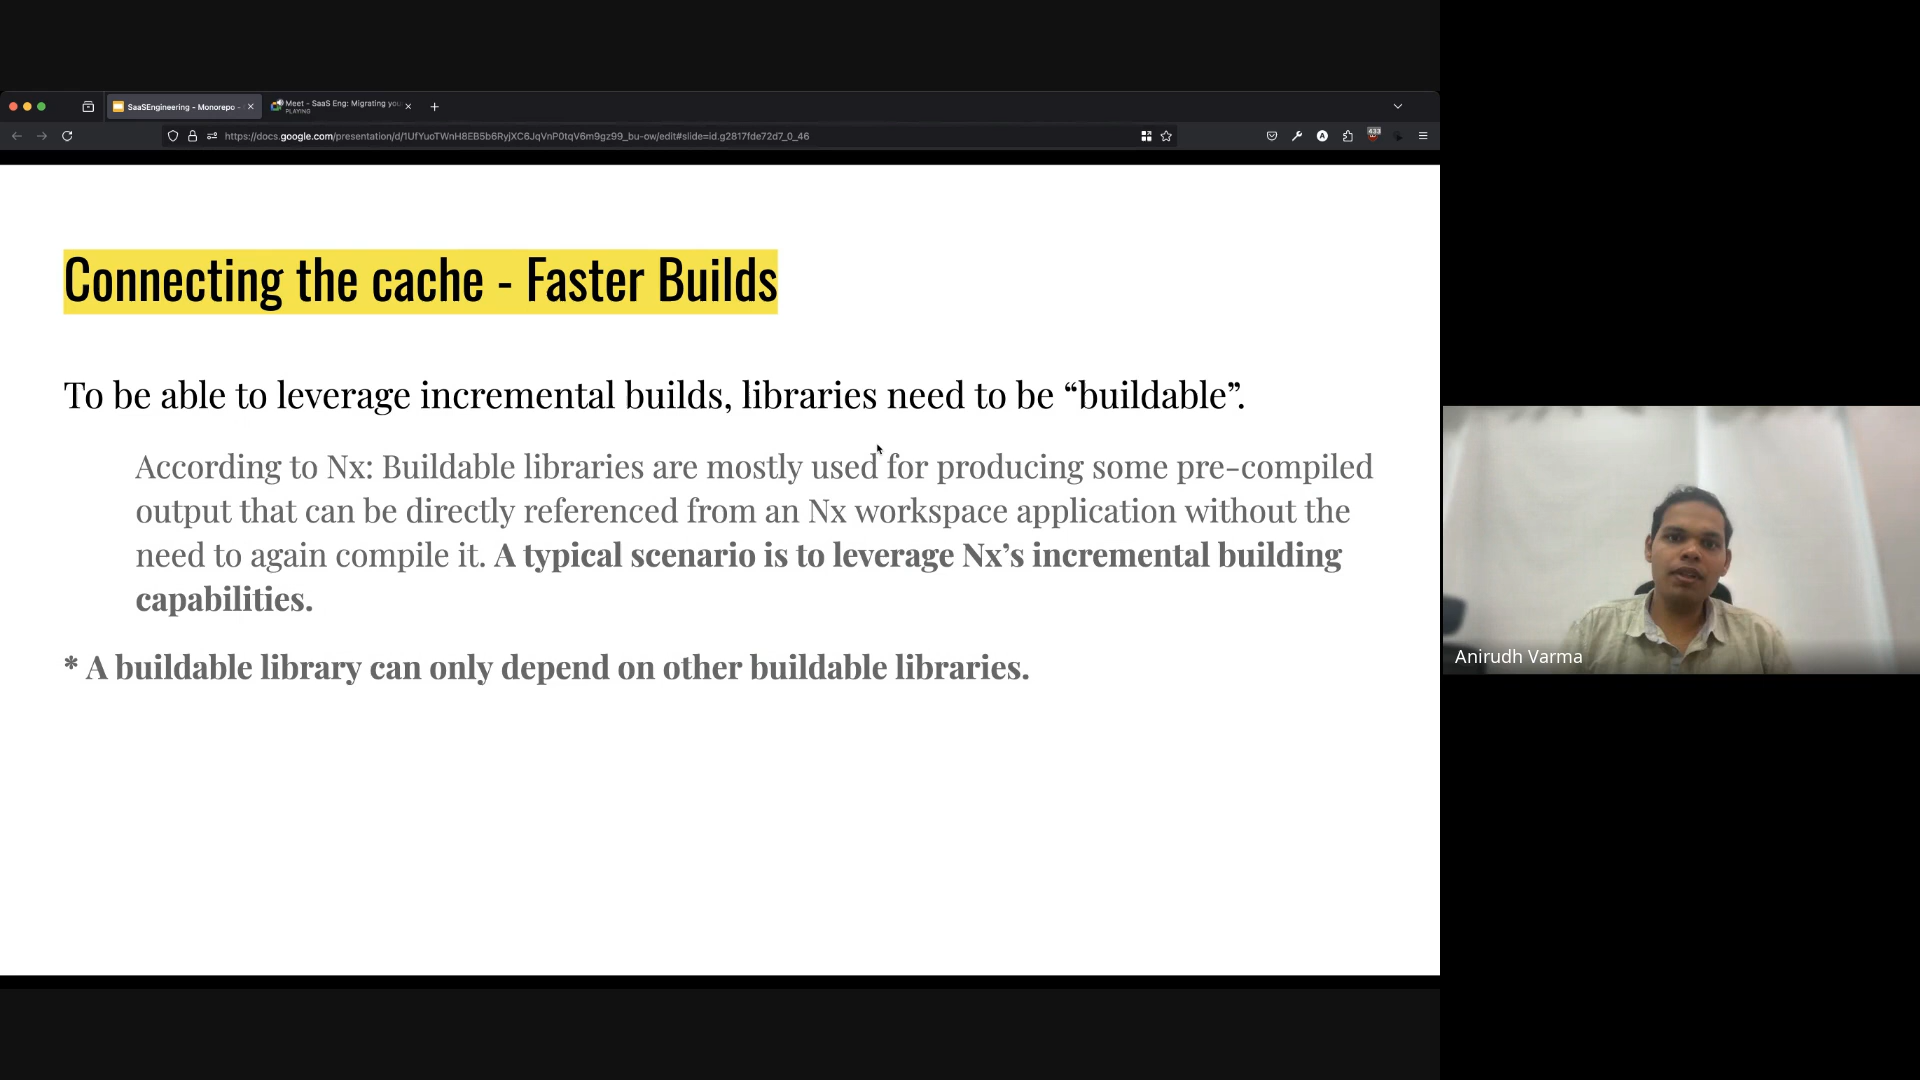 SaaSEngineering - Monorepo -
Meet - SaaS Eng: Migrating you
PLAYING
https://docs.google.com/presentation/d/1UfYuoTWnH8EB5b6RyjXC6JqVnP0tqV6m9gz99_bu-ow/edit#slide=id.g2817fde72d7_0_46
433
Connecting the cache - Faster Builds
To be able to leverage incremental builds, libraries need to be “buildable”.
According to Nx: Buildable libraries are mostly used for producing some pre-compiled
output that can be directly referenced from an Nx workspace application without the
need to again compile it. A typical scenario is to leverage Nx’s incremental building
capabilities.
* A buildable library can only depend on other buildable libraries.
Anirudh Varma